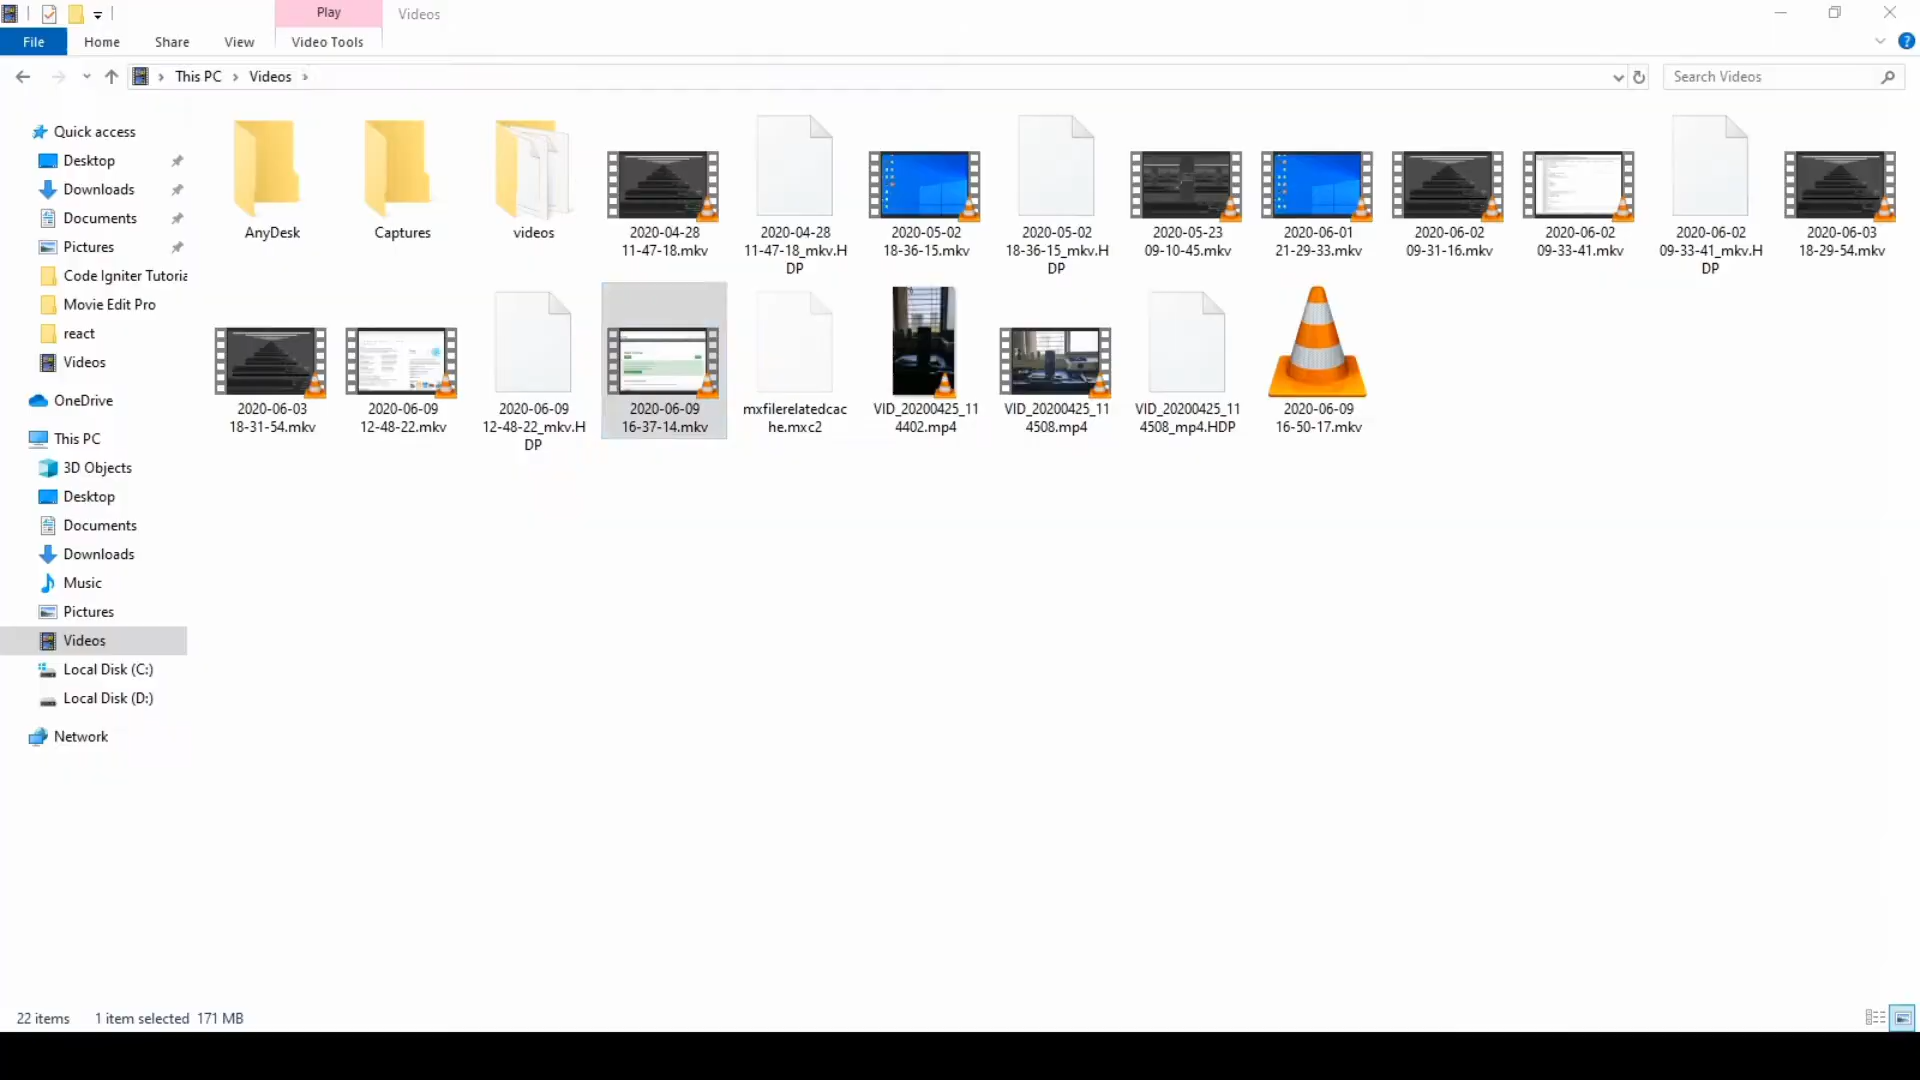 Play
Videos
File
Home
Share
View
Video Tools
This PC
Videos
Search Videos
Quick access
Desktop
Downloads
Documents
Pictures
Code Igniter Tutoria
Movie Edit Pro
react
Videos
OneDrive
This PC
3D Objects
Desktop
Documents
Downloads
Music
Pictures
Videos
Local Disk (C:)
Local Disk (D:)
Network
AnyDesk
Captures
videos
2020-04-28
11-47-18.mkv
2020-04-28
11-47-18_mkv.H
DP
2020-05-02
18-36-15.mkv
2020-05-02
18-36-15_mkv.H
DP
2020-05-23
09-10-45.mkv
2020-06-01
21-29-33.mkv
2020-06-02
09-31-16.mkv
2020-06-02
09-33-41.mkv
2020-06-02
09-33-41_mkv.H
DP
2020-06-03
18-29-54.mkv
2020-06-03
18-31-54.mkv
2020-06-09
12-48-22.mkv
2020-06-09
12-48-22_mkv.H
DP
2020-06-09
16-37-14.mkv
mxfilerelatedcac
he.mxc2
VID_20200425_11
4402.mp4
VID_20200425_11
4508.mp4
VID_20200425_11
4508_mp4.HDP
2020-06-09
16-50-17.mkv
22 items
1 item selected 171 MB